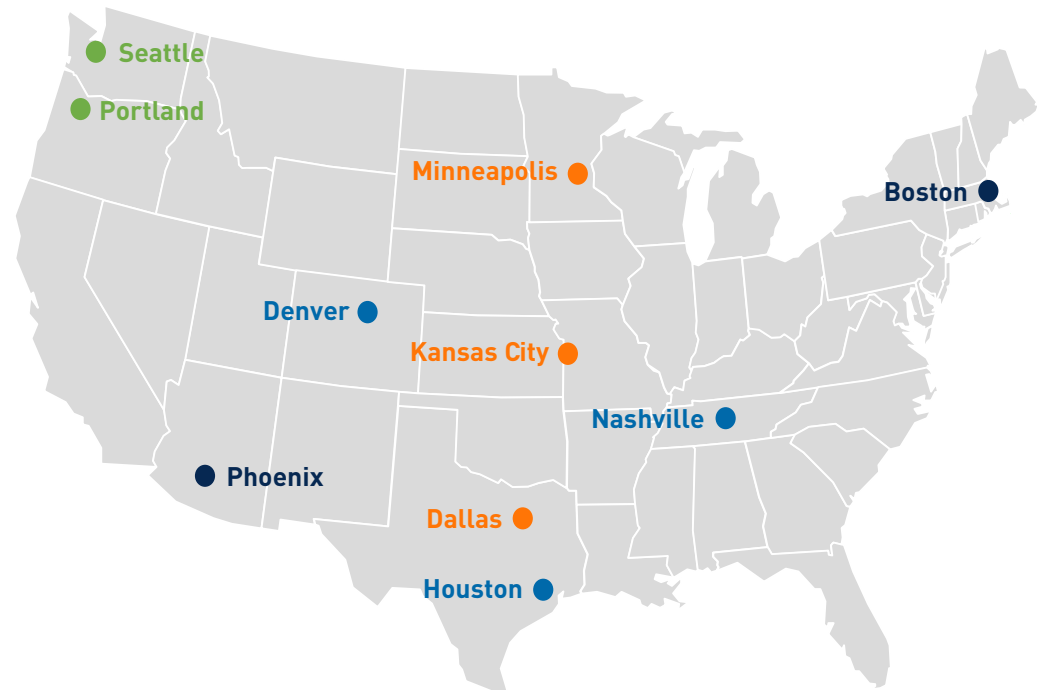 Seattle
Portland
Minneapolis
Boston
Denver
Kansas City
Nashville
Phoenix
Dallas
Houston